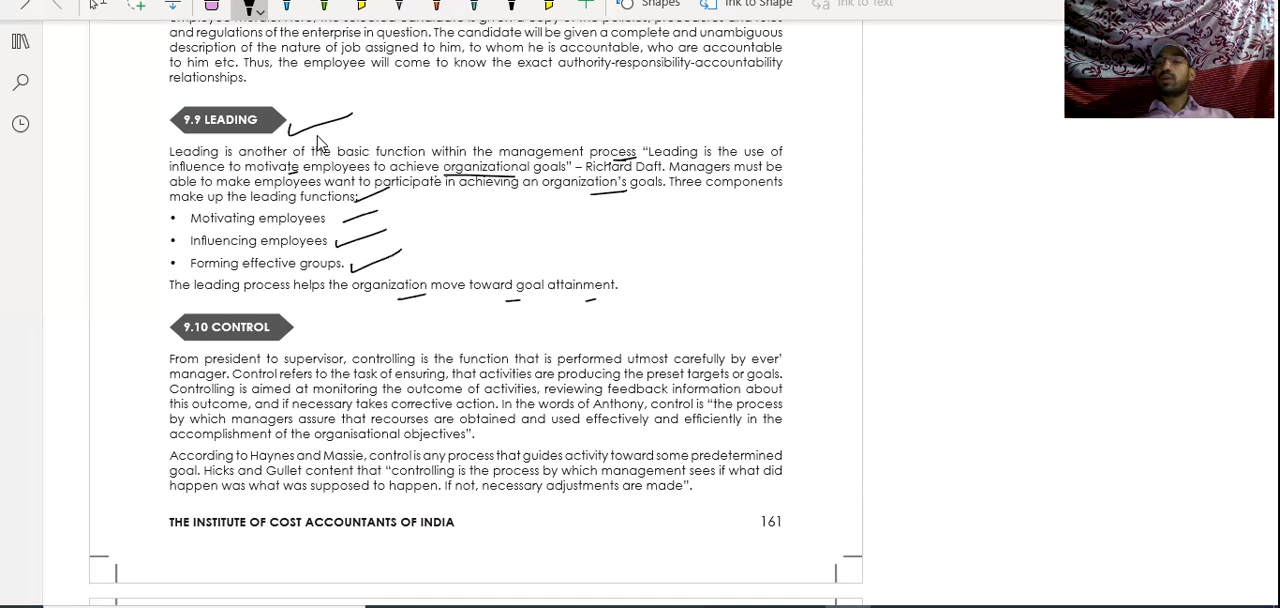 Shapes Ink to Shape Ink to Text
and regulations of the enterprise in question. The candidate will be given a complete and unambiguous
description of the nature of job assigned to him, to whom he is accountable, who are accountable
to him etc. Thus, the employee will come to know the exact authority-responsibility-accountability
relationships.
9.9 LEADING
Leading is another of the basic function within the management process “Leading is the use of
influence to motivate employees to achieve organizational goals” – Richard Daft. Managers must be
able to make employees want to participate in achieving an organization’s goals. Three components
make up the leading functions;
• Motivating employees
• Influencing employees
• Forming effective groups.
The leading process helps the organization move toward goal attainment.
9.10 CONTROL
From president to supervisor, controlling is the function that is performed utmost carefully by ever’
manager. Control refers to the task of ensuring, that activities are producing the preset targets or goals.
Controlling is aimed at monitoring the outcome of activities, reviewing feedback information about
this outcome, and if necessary takes corrective action. In the words of Anthony, control is “the process
by which managers assure that recourses are obtained and used effectively and efficiently in the
accomplishment of the organisational objectives”.
According to Haynes and Massie, control is any process that guides activity toward some predetermined
goal. Hicks and Gullet content that “controlling is the process by which management sees if what did
happen was what was supposed to happen. If not, necessary adjustments are made”.
THE INSTITUTE OF COST ACCOUNTANTS OF INDIA 161